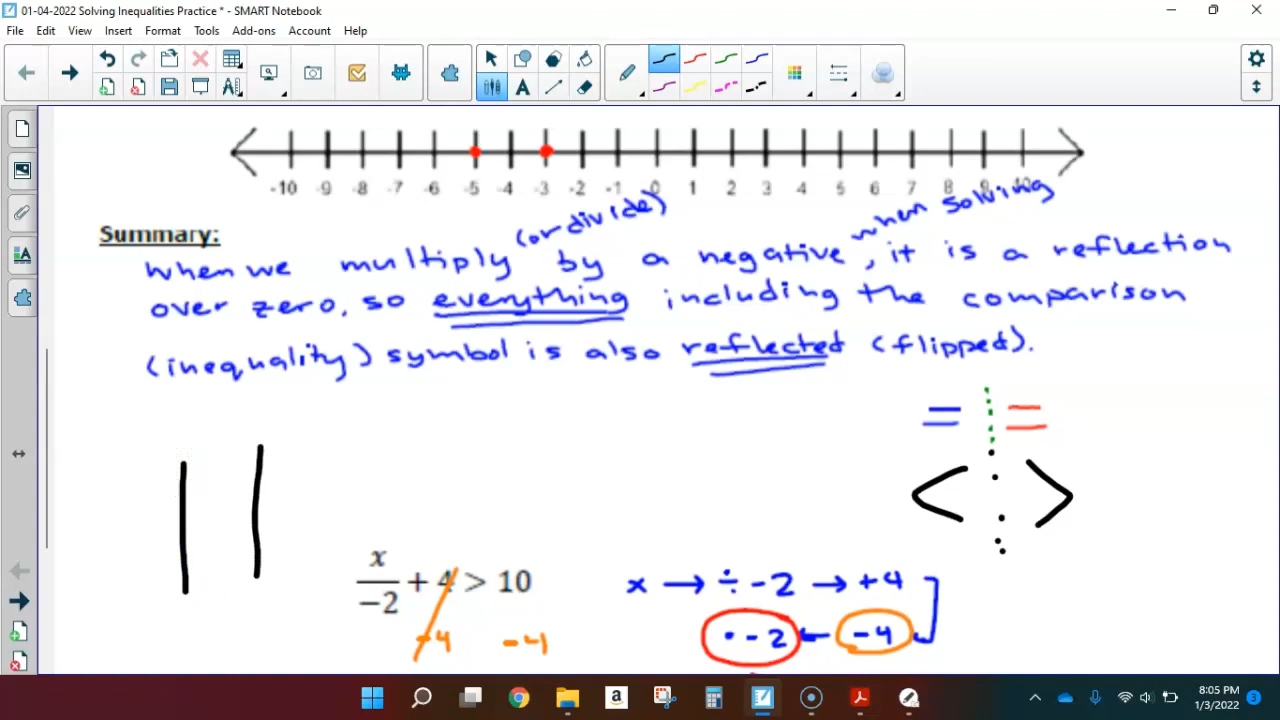 01-04-2022 Solving Inequalities Practice * - SMART Notebook
File Edit View Insert Format Tools Add-ons Account Help
-10 -9 -8 -7 -6 -5 -4 -3 -2 -1 0 1 2 3 4 5 6 7 8 9 10
Summary:
(or divide) when solving
When we multiply by a negative, it is a reflection
over zero, so everything including the comparison
(inequality) symbol is also reflected (flipped).
= =
< >
x/-2 + 4 > 10
x → ÷ -2 → +4
-4 -4
· -2 ← -4
8:05 PM
1/3/2022
3